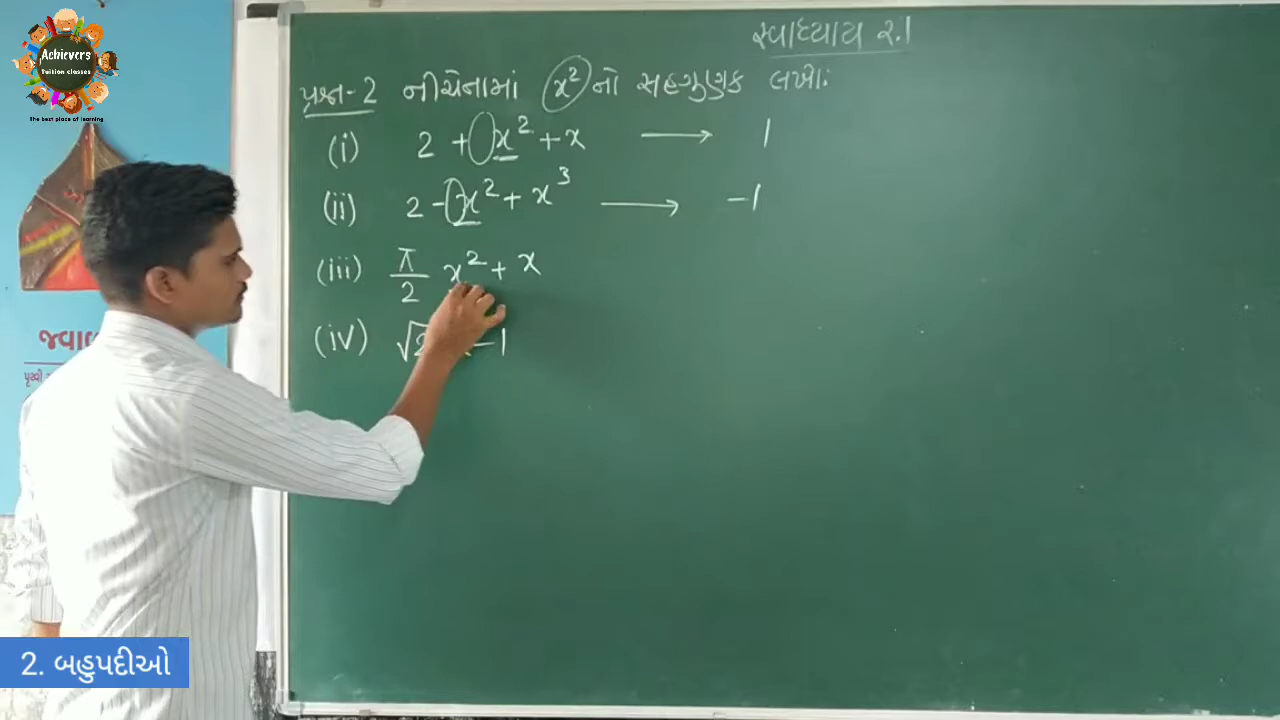 Achievers
Tuition classes
The best place of learning
સ્વાધ્યાય ૨.1
પ્રશ્ન-2 નીચેનામાં x² નો સહગુણક લખો:
(i) 2 + x² + x → 1
(ii) 2 - x² + x³ → -1
(iii) π/2 x² + x
(iv) √2 x - 1
પૃથ્વી
2. બહુપદીઓ